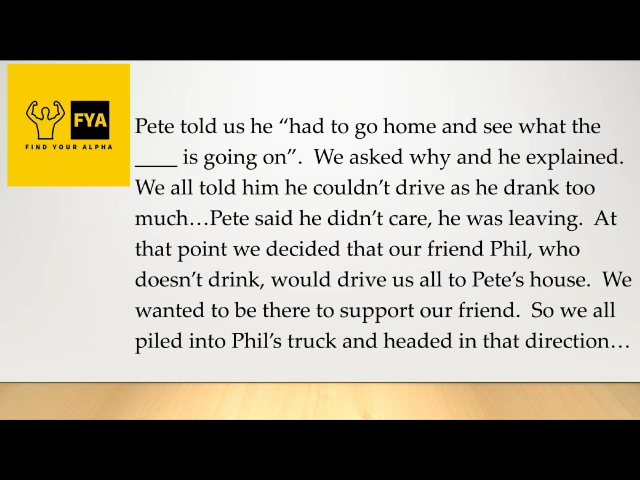 FYA
FIND YOUR ALPHA
Pete told us he “had to go home and see what the
____ is going on”.  We asked why and he explained.
We all told him he couldn’t drive as he drank too
much…Pete said he didn’t care, he was leaving.  At
that point we decided that our friend Phil, who
doesn’t drink, would drive us all to Pete’s house.  We
wanted to be there to support our friend.  So we all
piled into Phil’s truck and headed in that direction…